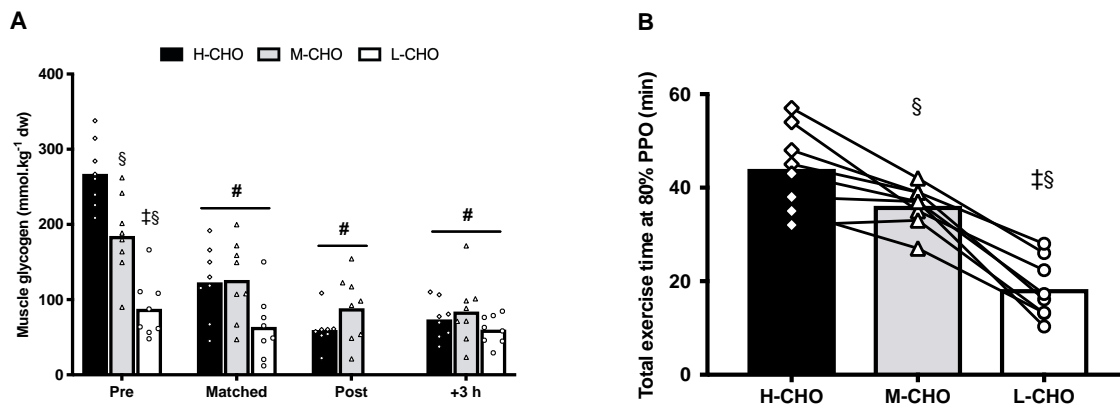 A
H-CHO M-CHO L-CHO
Muscle glycogen (mmol.kg⁻¹ dw)
400
300
200
100
0
§
‡§
#
#
#
Pre Matched Post +3 h
B
Total exercise time at 80% PPO (min)
60
40
20
0
§
‡§
H-CHO M-CHO L-CHO